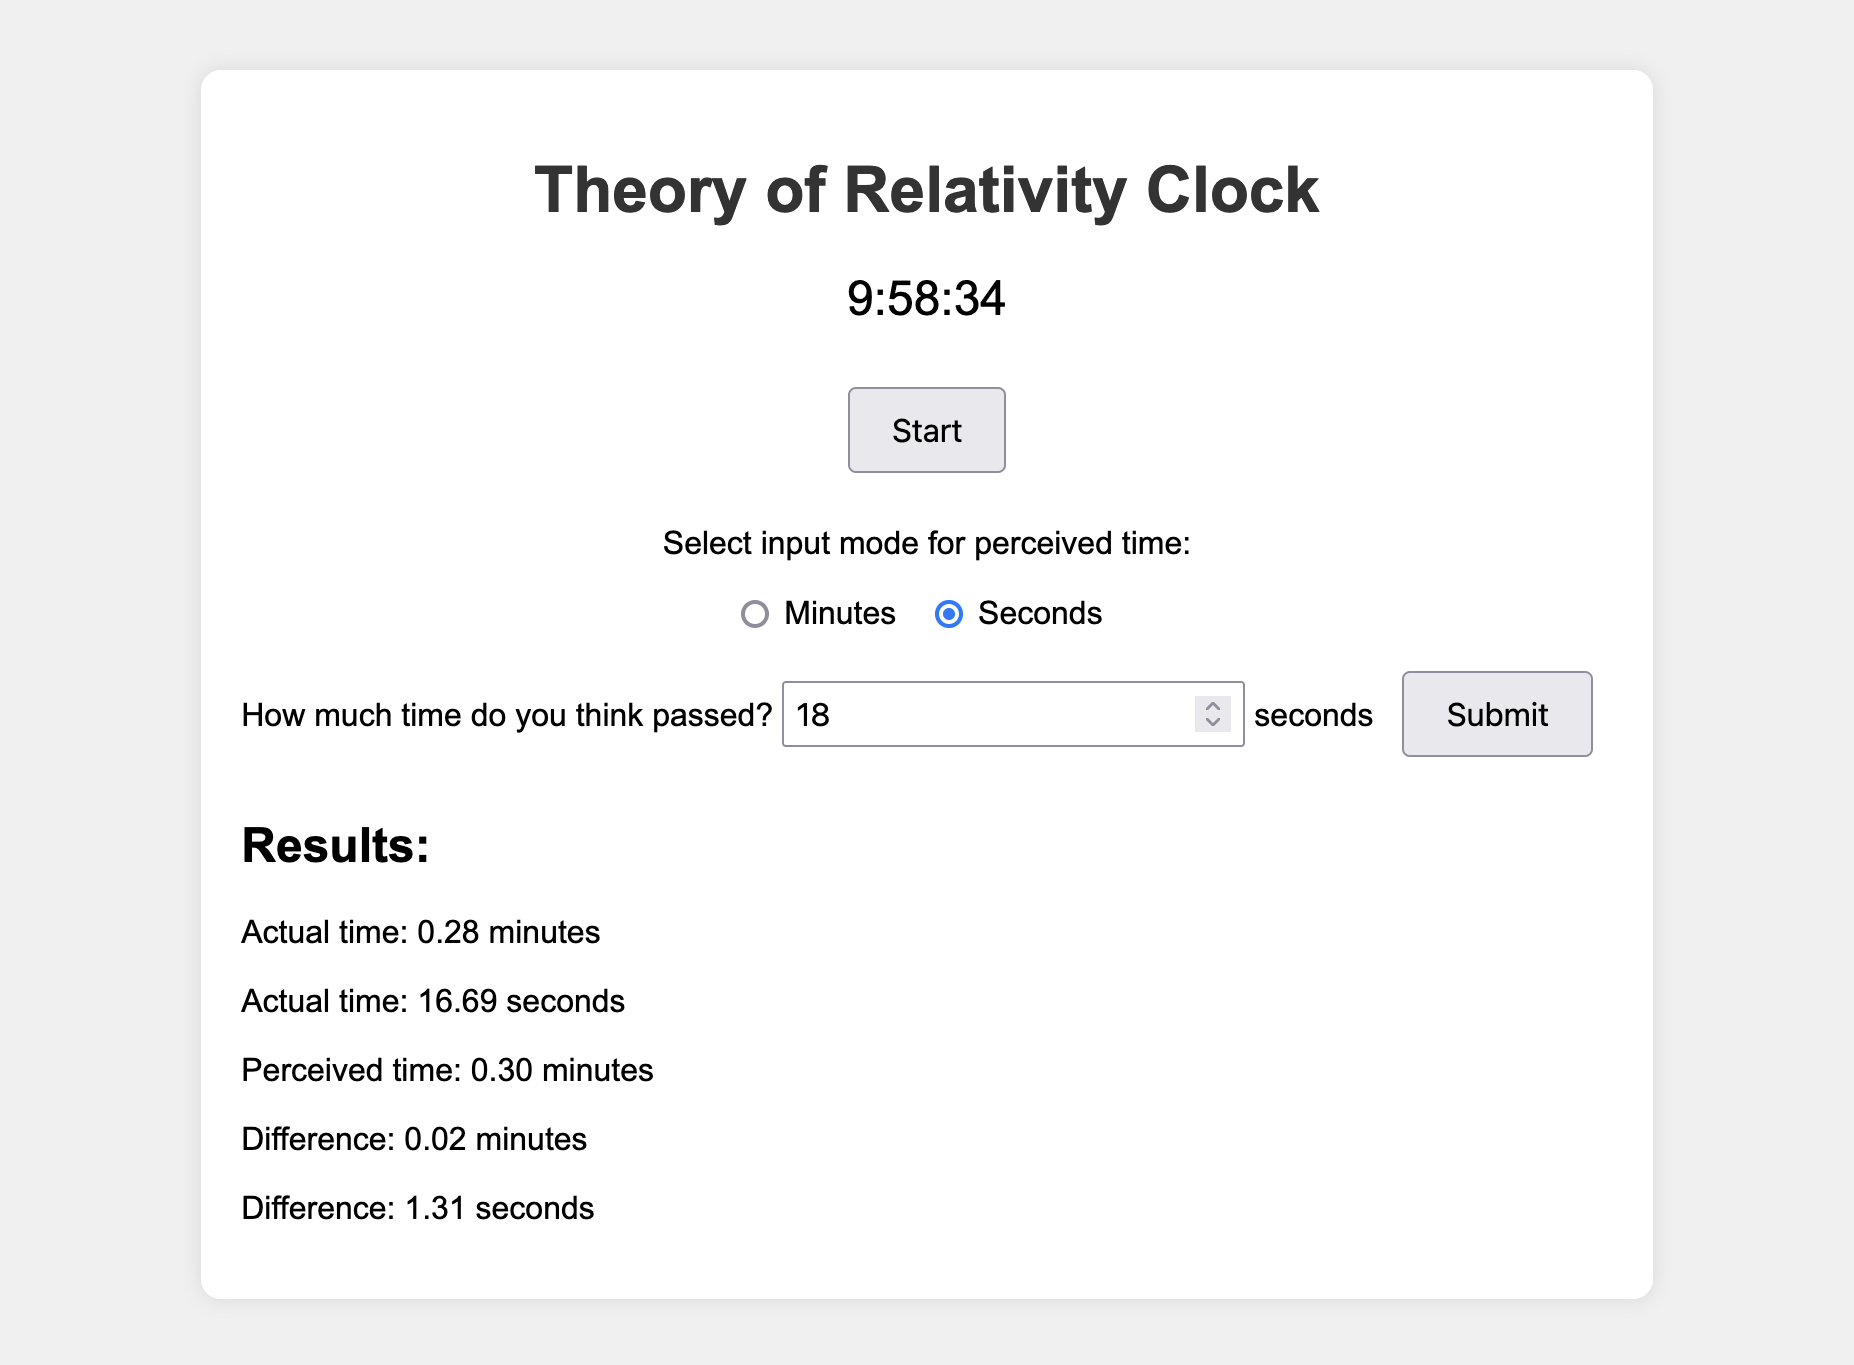 Theory of Relativity Clock
9:58:34
Start
Select input mode for perceived time:
Minutes Seconds
How much time do you think passed? 18 seconds Submit
Results:
Actual time: 0.28 minutes
Actual time: 16.69 seconds
Perceived time: 0.30 minutes
Difference: 0.02 minutes
Difference: 1.31 seconds